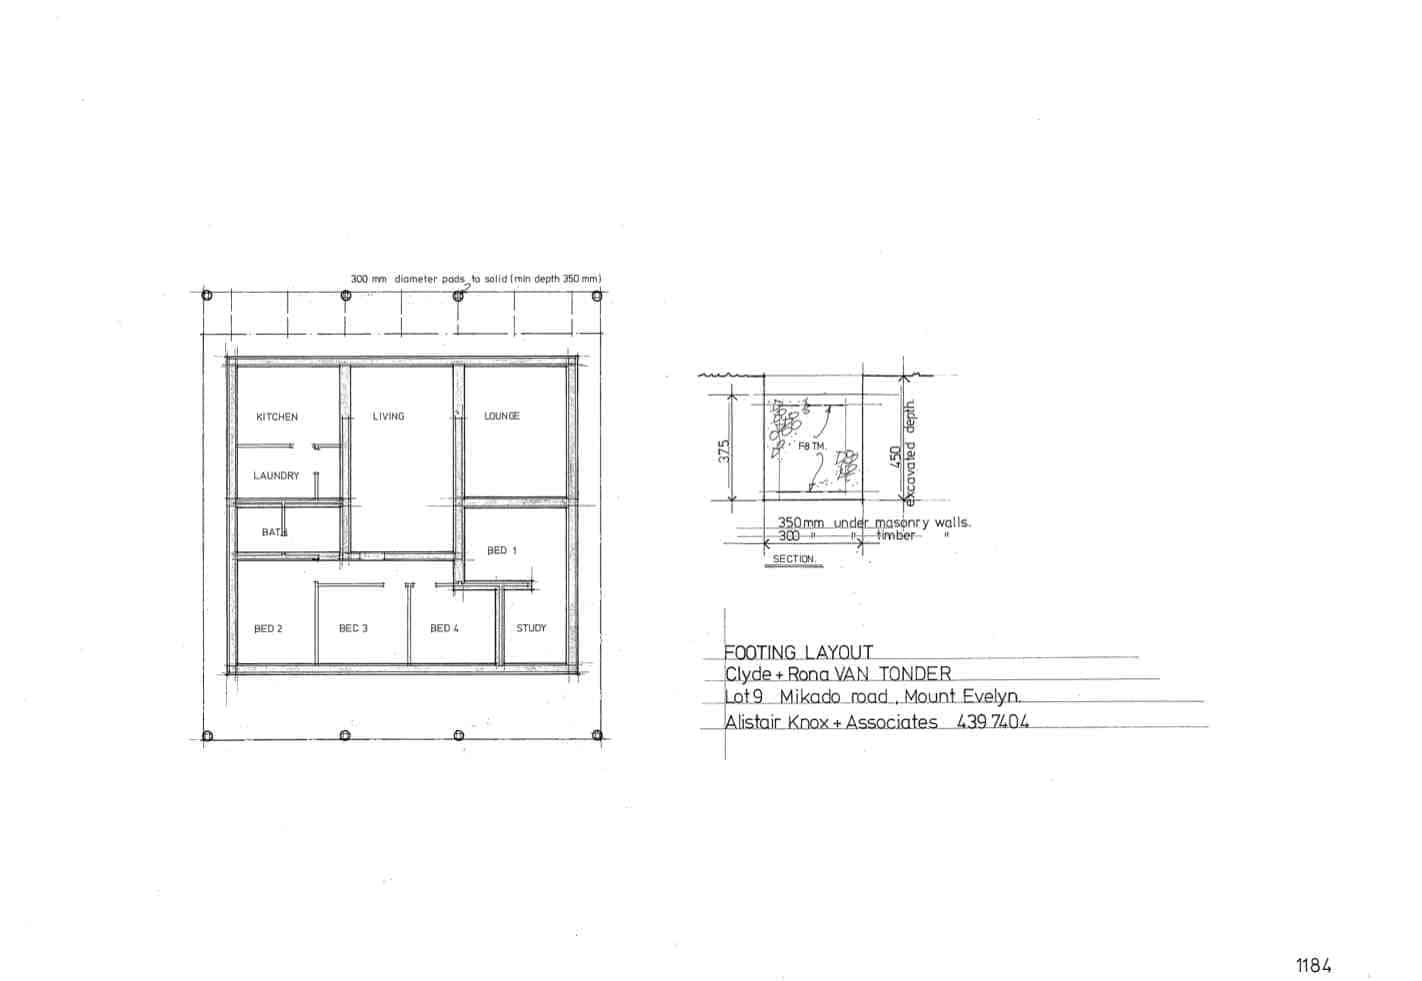 300 mm diameter pads to solid (min depth 350 mm)
KITCHEN
LIVING
LOUNGE
LAUNDRY
BATH
BED 1
BED 2
BED 3
BED 4
STUDY
375
F8 TM.
450
excavated depth.
350mm under masonry walls.
300 " " timber "
SECTION.
FOOTING LAYOUT
Clyde + Rona VAN TONDER
Lot 9 Mikado road, Mount Evelyn.
Alistair Knox + Associates 439 7404
1184